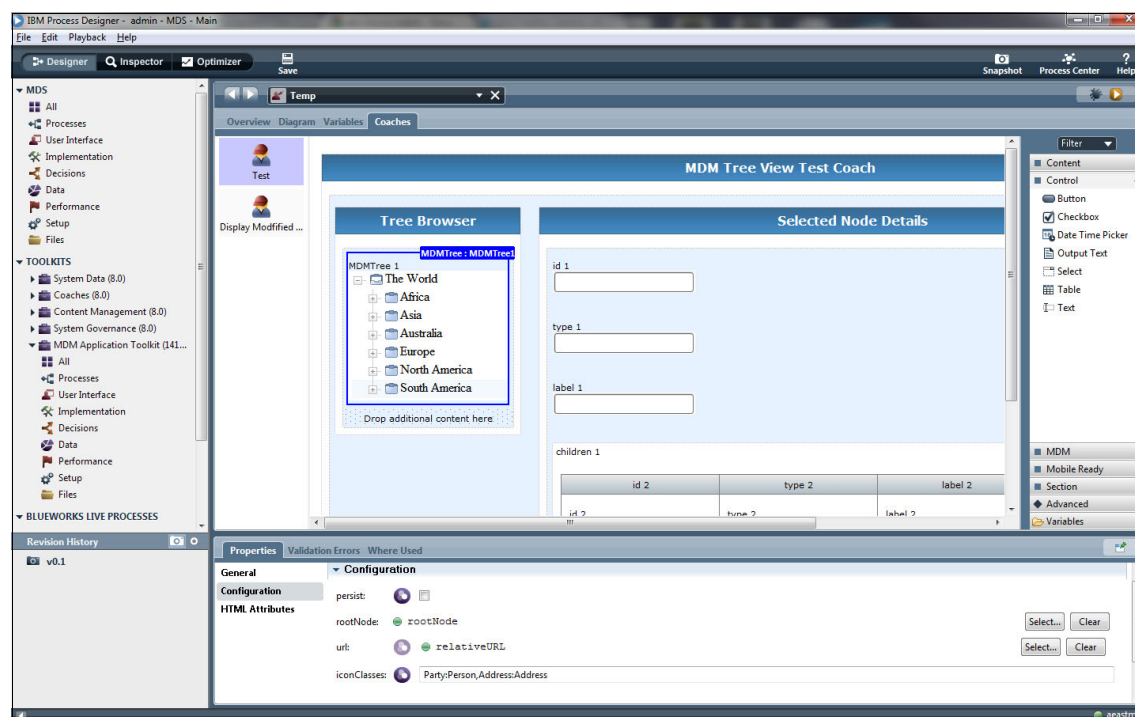 IBM Process Designer - admin - MDS - Main
File Edit Playback Help
Designer Inspector Optimizer Save Snapshot Process Center Help
MDS
All
Processes
User Interface
Implementation
Decisions
Data
Performance
Setup
Files
TOOLKITS
System Data (8.0)
Coaches (8.0)
Content Management (8.0)
System Governance (8.0)
MDM Application Toolkit (141...
All
Processes
User Interface
Implementation
Decisions
Data
Performance
Setup
Files
BLUEWORKS LIVE PROCESSES
Revision History
v0.1
Temp
Overview Diagram Variables Coaches
Test
Display Modified ...
MDM Tree View Test Coach
Tree Browser
MDMTree : MDMTree1
MDMTree 1
The World
Africa
Asia
Australia
Europe
North America
South America
Drop additional content here
Selected Node Details
id 1
type 1
label 1
children 1
id 2 type 2 label 2
id 2 type 2 label 2
Filter
Content
Control
Button
Checkbox
Date Time Picker
Output Text
Select
Table
Text
MDM
Mobile Ready
Section
Advanced
Variables
Properties Validation Errors Where Used
General
Configuration
HTML Attributes
Configuration
persist:
rootNode: rootNode Select... Clear
url: relativeURL Select... Clear
iconClasses: Party:Person,Address:Address